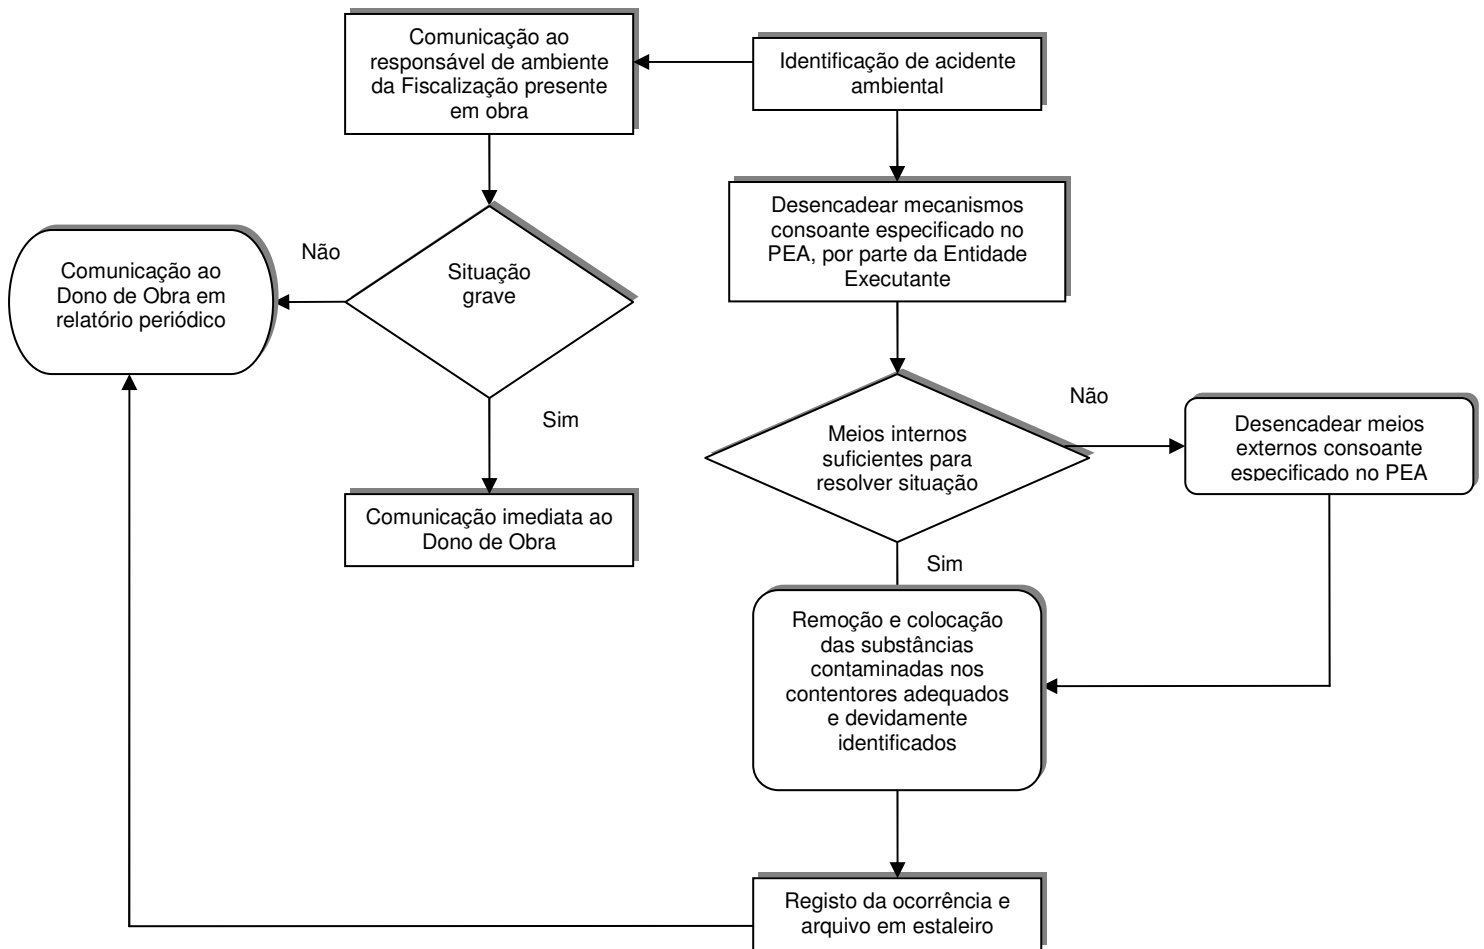 Comunicação ao
responsável de ambiente
da Fiscalização presente
em obra
Identificação de acidente
ambiental
Desencadear mecanismos
consoante especificado no
PEA, por parte da Entidade
Executante
Não
Situação
grave
Comunicação ao
Dono de Obra em
relatório periódico
Sim
Comunicação imediata ao
Dono de Obra
Não
Meios internos
suficientes para
resolver situação
Desencadear meios
externos consoante
especificado no PEA
Sim
Remoção e colocação
das substâncias
contaminadas nos
contentores adequados
e devidamente
identificados
Registo da ocorrência e
arquivo em estaleiro